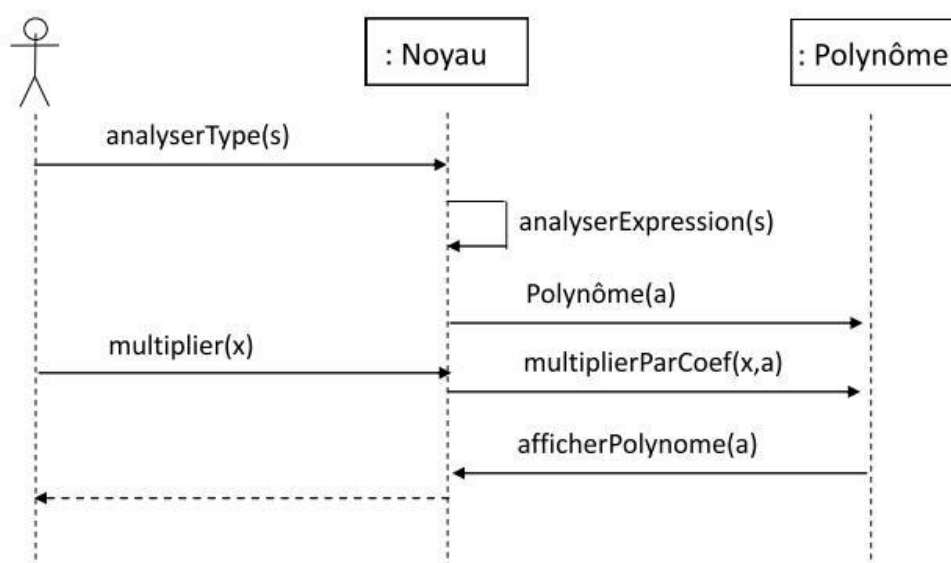 : Noyau
: Polynôme
analyserType(s)
analyserExpression(s)
Polynôme(a)
multiplier(x)
multiplierParCoef(x,a)
afficherPolynome(a)